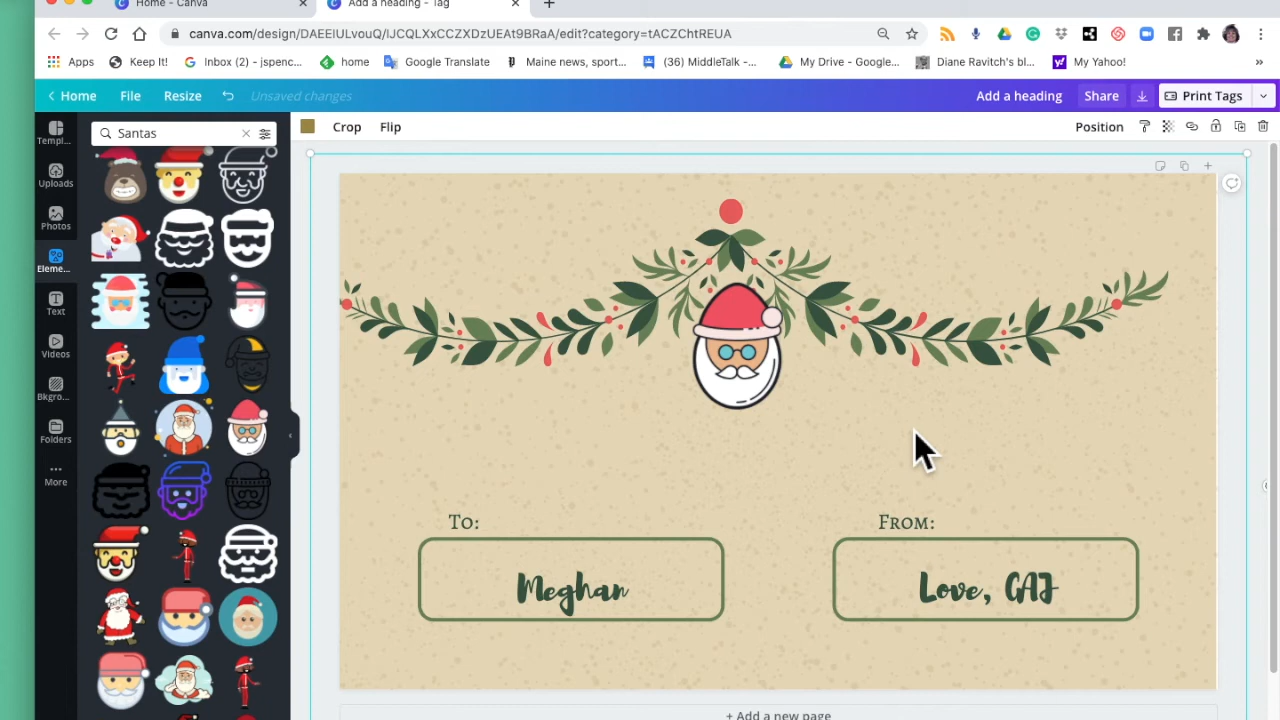 Home - Canva
Add a heading - Tag
canva.com/design/DAEElULvouQ/lJCQLXxCCZXDzUEAt9BRaA/edit?category=tACZChtREUA
Apps Keep It! Inbox (2) - jspenc... home Google Translate Maine news, sport... (36) MiddleTalk -... My Drive - Google... Diane Ravitch's bl... My Yahoo! »
Home File Resize Unsaved changes Add a heading Share Print Tags
Santas Crop Flip Position
Templ...
Uploads
Photos
Eleme...
Text
Videos
Bkgro...
Folders
More
To: From:
Meghan Love, GAJ
+ Add a new page